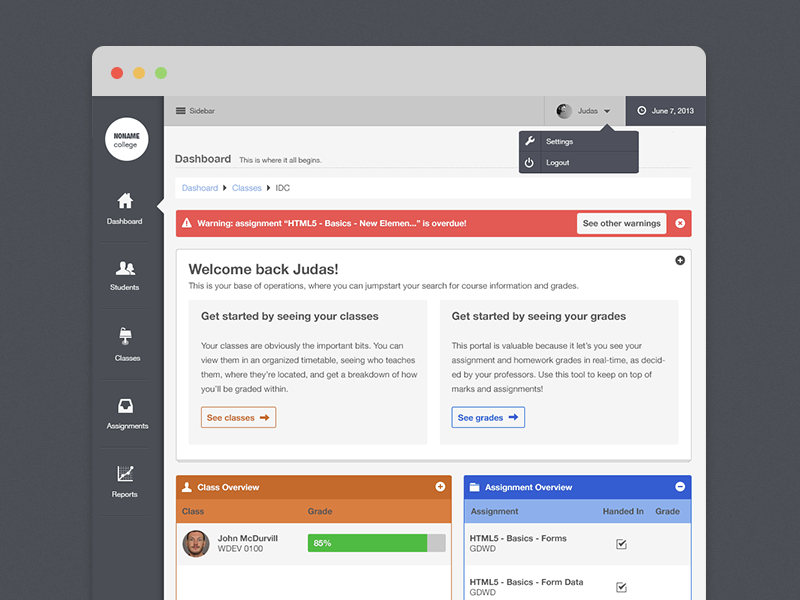 Sidebar
Judas
June 7, 2013
NONAME
college
Settings
Logout
Dashboard This is where it all begins.
Dashoard Classes IDC
Warning: assignment “HTML5 - Basics - New Elemen...” is overdue!
See other warnings
Dashboard
Students
Classes
Assignments
Reports
Welcome back Judas!
This is your base of operations, where you can jumpstart your search for course information and grades.
Get started by seeing your classes
Your classes are obviously the important bits. You can
view them in an organized timetable, seeing who teaches
them, where they’re located, and get a breakdown of how
you’ll be graded within.
See classes
Get started by seeing your grades
This portal is valuable because it let’s you see your
assignment and homework grades in real-time, as decid-
ed by your professors. Use this tool to keep on top of
marks and assignments!
See grades
Class Overview
Class Grade
John McDurvill
WDEV 0100
85%
Assignment Overview
Assignment Handed In Grade
HTML5 - Basics - Forms
GDWD
HTML5 - Basics - Form Data
GDWD